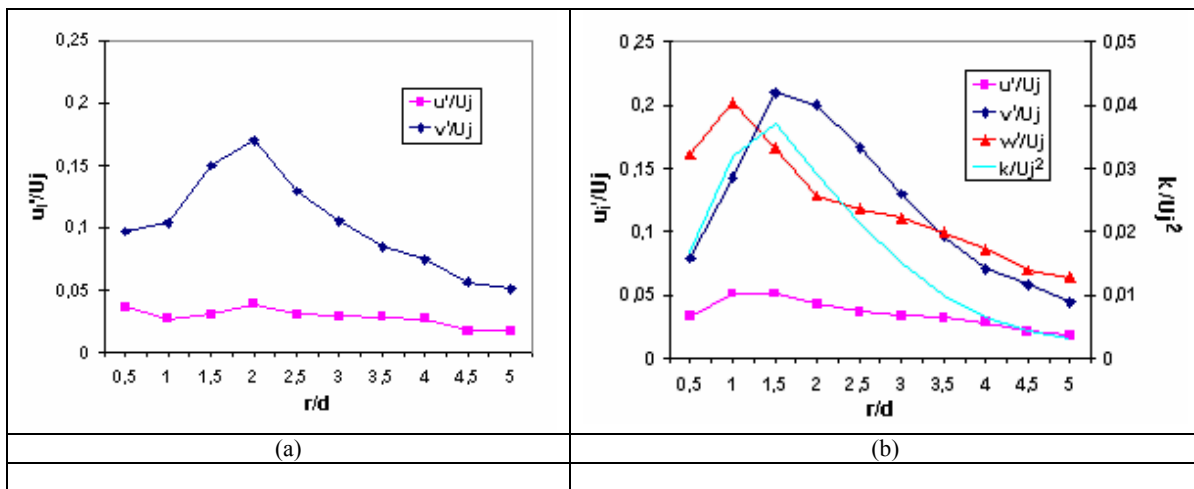 0,25
0,2
0,15
0,1
0,05
0
ui'/Uj
u'/Uj
v'/Uj
0,5 1 1,5 2 2,5 3 3,5 4 4,5 5
r/d
(a)
0,25
0,2
0,15
0,1
0,05
0
ui'/Uj
u'/Uj
v'/Uj
w'/Uj
k/Uj²
0,05
0,04
0,03
0,02
0,01
0
k/Uj²
0,5 1 1,5 2 2,5 3 3,5 4 4,5 5
r/d
(b)